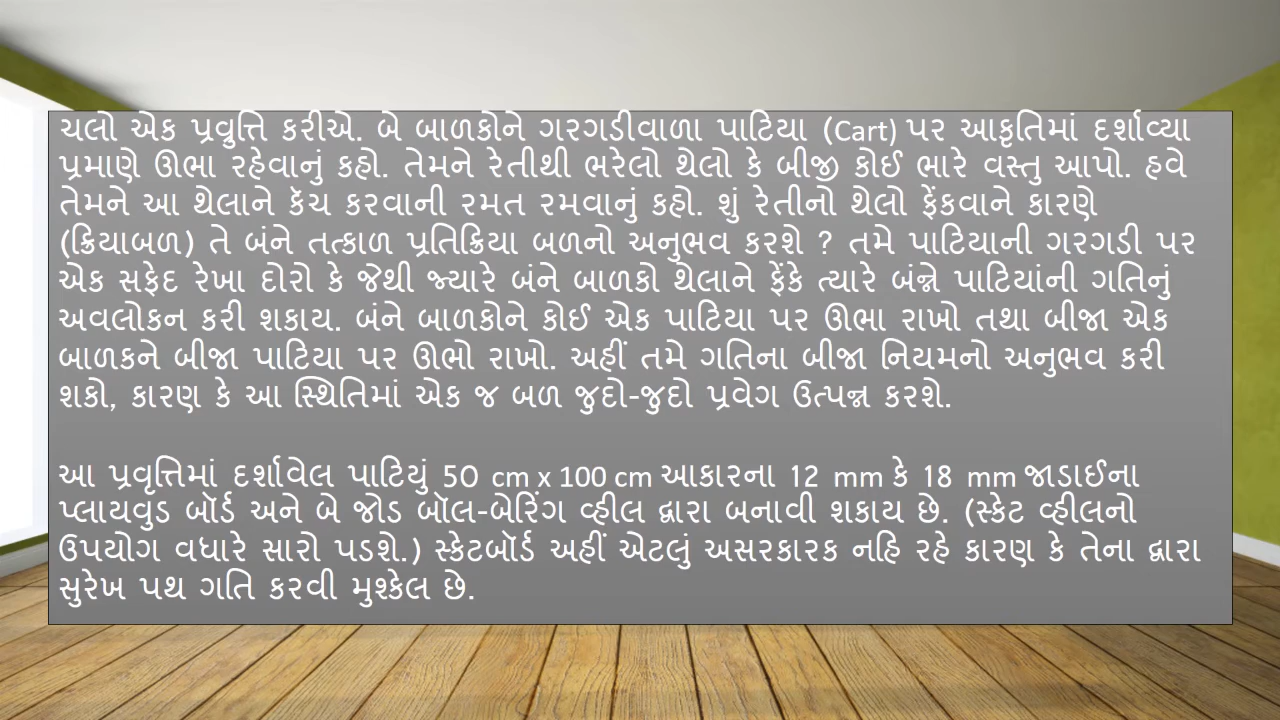 ચલો એક પ્રવ્રુત્તિ કરીએ. બે બાળકોને ગરગડીવાળા પાટિયા (Cart) પર આકૃતિમાં દર્શાવ્યા
પ્રમાણે ઊભા રહેવાનું કહો. તેમને રેતીથી ભરેલો થેલો કે બીજી કોઈ ભારે વસ્તુ આપો. હવે
તેમને આ થેલાને કૅચ કરવાની રમત રમવાનું કહો. શું રેતીનો થેલો ફેંકવાને કારણે
(ક્રિયાબળ) તે બંને તત્કાળ પ્રતિક્રિયા બળનો અનુભવ કરશે ? તમે પાટિયાની ગરગડી પર
એક સફેદ રેખા દોરો કે જેથી જ્યારે બંને બાળકો થેલાને ફેંકે ત્યારે બંન્ને પાટિયાંની ગતિનું
અવલોકન કરી શકાય. બંને બાળકોને કોઈ એક પાટિયા પર ઊભા રાખો તથા બીજા એક
બાળકને બીજા પાટિયા પર ઊભો રાખો. અહીં તમે ગતિના બીજા નિયમનો અનુભવ કરી
શકો, કારણ કે આ સ્થિતિમાં એક જ બળ જુદો-જુદો પ્રવેગ ઉત્પન્ન કરશે.
આ પ્રવૃત્તિમાં દર્શાવેલ પાટિયું 50 cm x 100 cm આકારના 12 mm કે 18 mm જાડાઈના
પ્લાયવુડ બૉર્ડ અને બે જોડ બૉલ-બેરિંગ વ્હીલ દ્વારા બનાવી શકાય છે. (સ્કેટ વ્હીલનો
ઉપયોગ વધારે સારો પડશે.) સ્કેટબૉર્ડ અહીં એટલું અસરકારક નહિ રહે કારણ કે તેના દ્વારા
સુરેખ પથ ગતિ કરવી મુશ્કેલ છે.